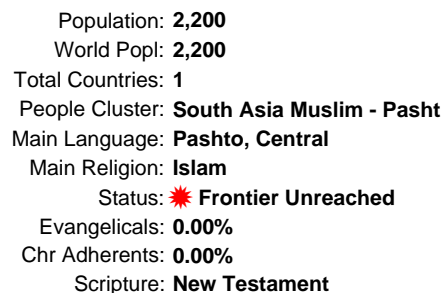 Population: 2,200
World Popl: 2,200
Total Countries: 1
People Cluster: South Asia Muslim - Pasht
Main Language: Pashto, Central
Main Religion: Islam
Status: Frontier Unreached
Evangelicals: 0.00%
Chr Adherents: 0.00%
Scripture: New Testament